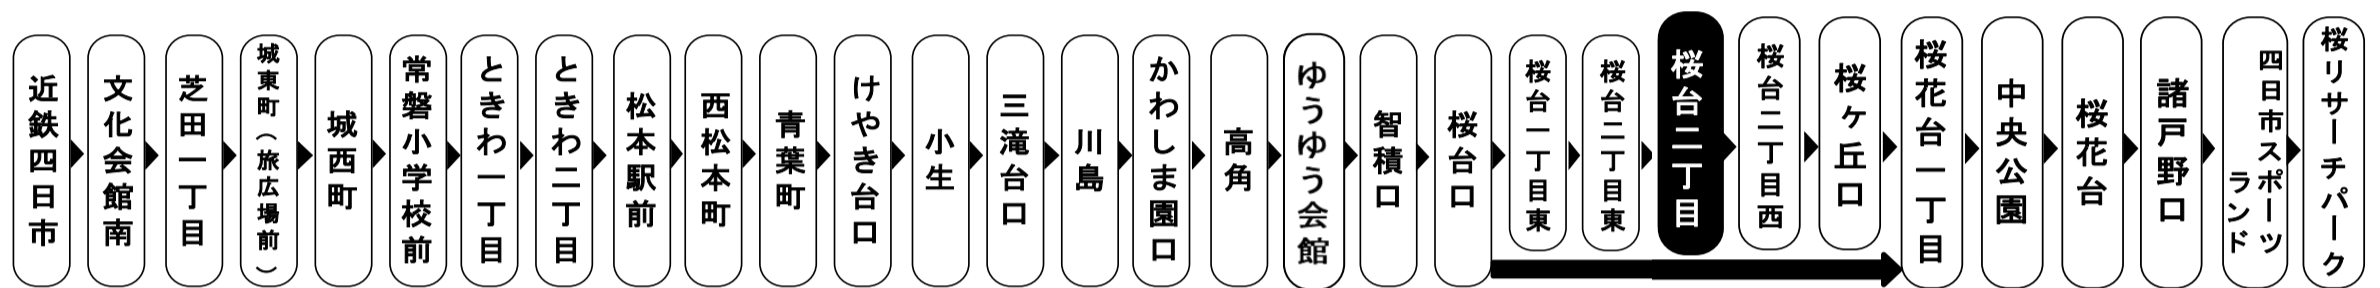 近鉄四日市
文化会館南
芝田一丁目
城東町（旅広場前）
城西町
常磐小学校前
ときわ一丁目
ときわ二丁目
松本駅前
西松本町
青葉町
けやき台口
小生
三滝台口
川島
かわしま園口
高角
ゆうゆう会館
智積口
桜台口
桜台一丁目東
桜台二丁目東
桜台二丁目
桜台二丁目西
桜ヶ丘口
桜花台一丁目
中央公園
桜花台
諸戸野口
四日市スポーツ
ランド
桜リサーチパーク